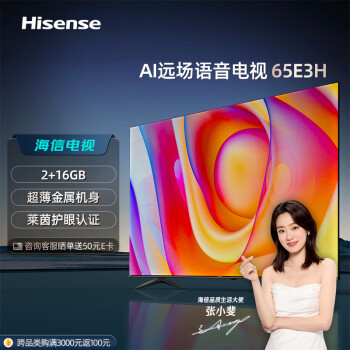 Hisense
AI远场语音电视 65E3H
海信电视
2+16GB
超薄金属机身
莱茵护眼认证
咨询客服晒单送50元E卡
海信品质生活大使
张小斐
跨品类购满3000元返100元